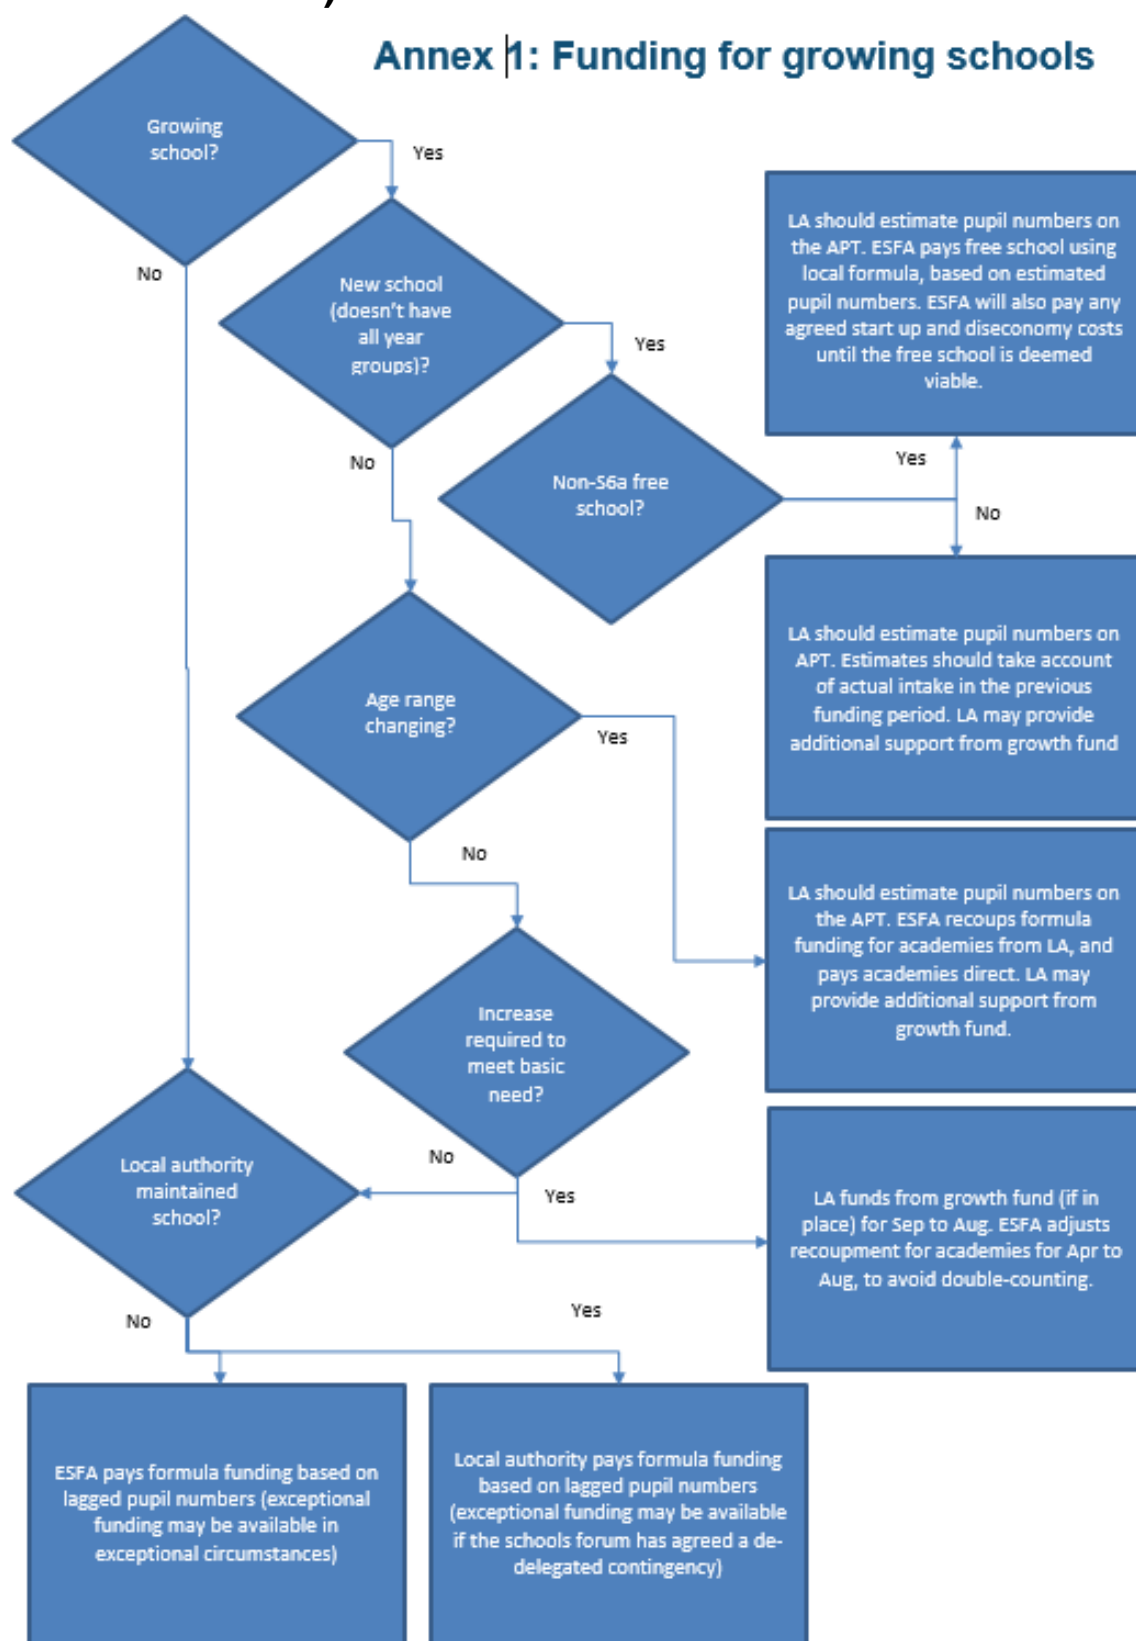 Annex 1: Funding for growing schools
Growing
school?
Yes
No
New school
(doesn't have
all year
groups)?
Yes
No
LA should estimate pupil numbers on
the APT. ESFA pays free school using
local formula, based on estimated
pupil numbers. ESFA will also pay any
agreed start up and diseconomy costs
until the free school is deemed
viable.
Non-S6a free
school?
Yes
No
LA should estimate pupil numbers on
APT. Estimates should take account
of actual intake in the previous
funding period. LA may provide
additional support from growth fund
Age range
changing?
Yes
No
LA should estimate pupil numbers on
the APT. ESFA recoups formula
funding for academies from LA, and
pays academies direct. LA may
provide additional support from
growth fund.
Increase
required to
meet basic
need?
No
Yes
LA funds from growth fund (if in
place) for Sep to Aug. ESFA adjusts
recoupment for academies for Apr to
Aug, to avoid double-counting.
Local authority
maintained
school?
No
Yes
ESFA pays formula funding based on
lagged pupil numbers (exceptional
funding may be available in
exceptional circumstances)
Local authority pays formula funding
based on lagged pupil numbers
(exceptional funding may be available
if the schools forum has agreed a de-
delegated contingency)